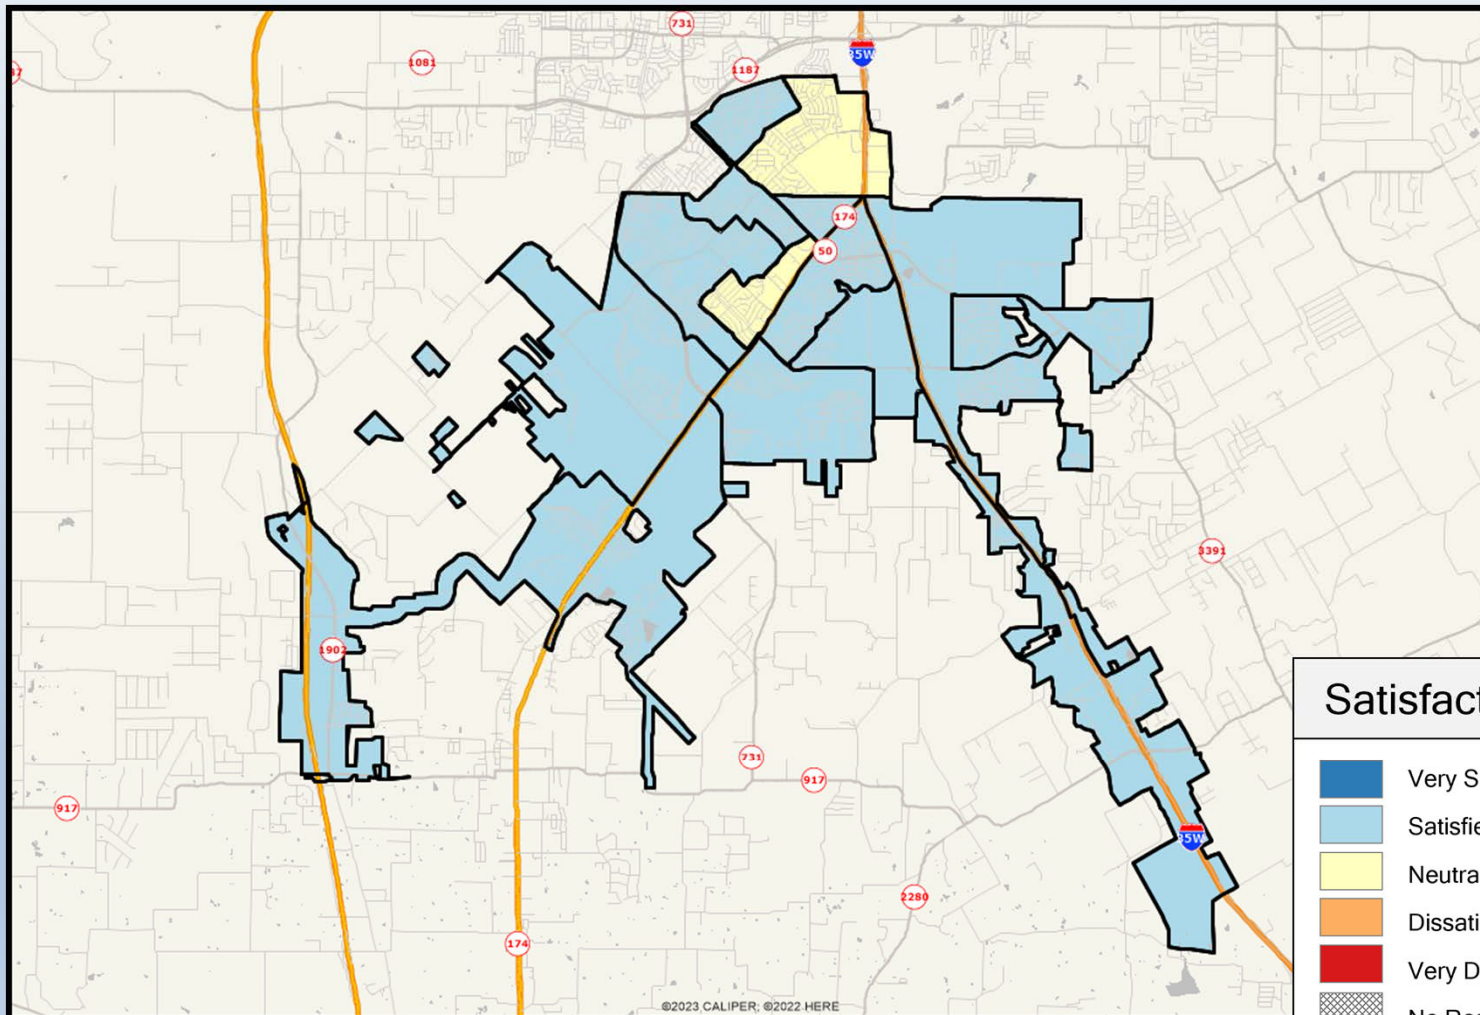 731
35W
1187
1081
174
50
3391
1902
Satisfact
731
917
Very S
917
Satisfie
35W
Neutra
2280
Dissati
174
Very D
©2023 CALIPER; ©2022 HERE